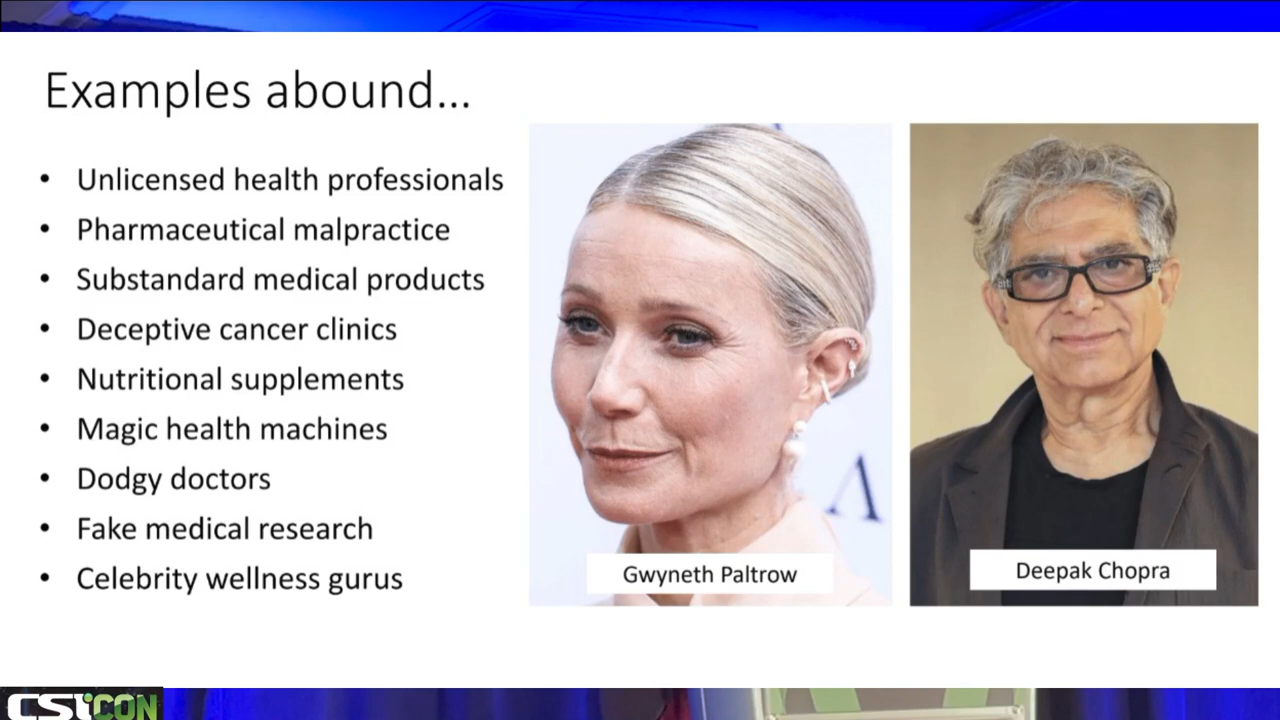 Examples abound...
• Unlicensed health professionals
• Pharmaceutical malpractice
• Substandard medical products
• Deceptive cancer clinics
• Nutritional supplements
• Magic health machines
• Dodgy doctors
• Fake medical research
• Celebrity wellness gurus
Gwyneth Paltrow
Deepak Chopra
CSICON